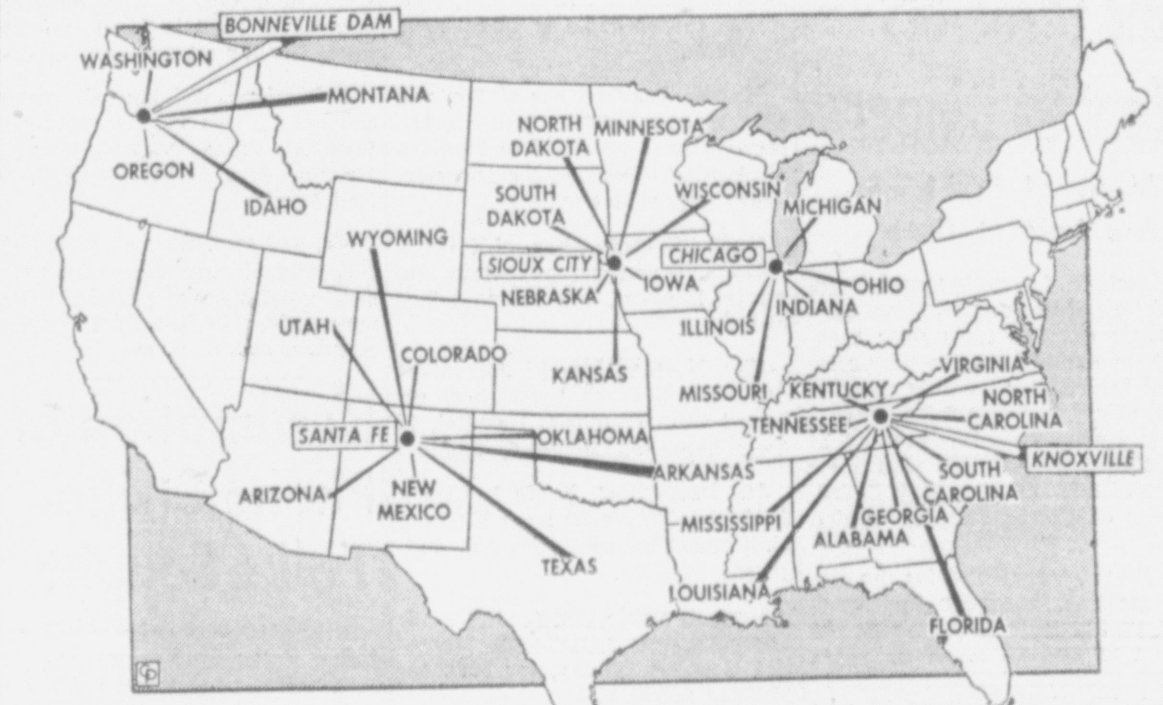 BONNEVILLE DAM
WASHINGTON
MONTANA
OREGON
IDAHO
NORTH
DAKOTA
MINNESOTA
SOUTH
DAKOTA
WISCONSIN
MICHIGAN
WYOMING
SIOUX CITY
CHICAGO
IOWA
NEBRASKA
OHIO
INDIANA
ILLINOIS
UTAH
COLORADO
KANSAS
MISSOURI
KENTUCKY
VIRGINIA
NORTH
CAROLINA
TENNESSEE
SANTA FE
OKLAHOMA
KNOXVILLE
ARKANSAS
SOUTH
CAROLINA
ARIZONA
NEW
MEXICO
MISSISSIPPI
GEORGIA
ALABAMA
TEXAS
LOUISIANA
FLORIDA
CP